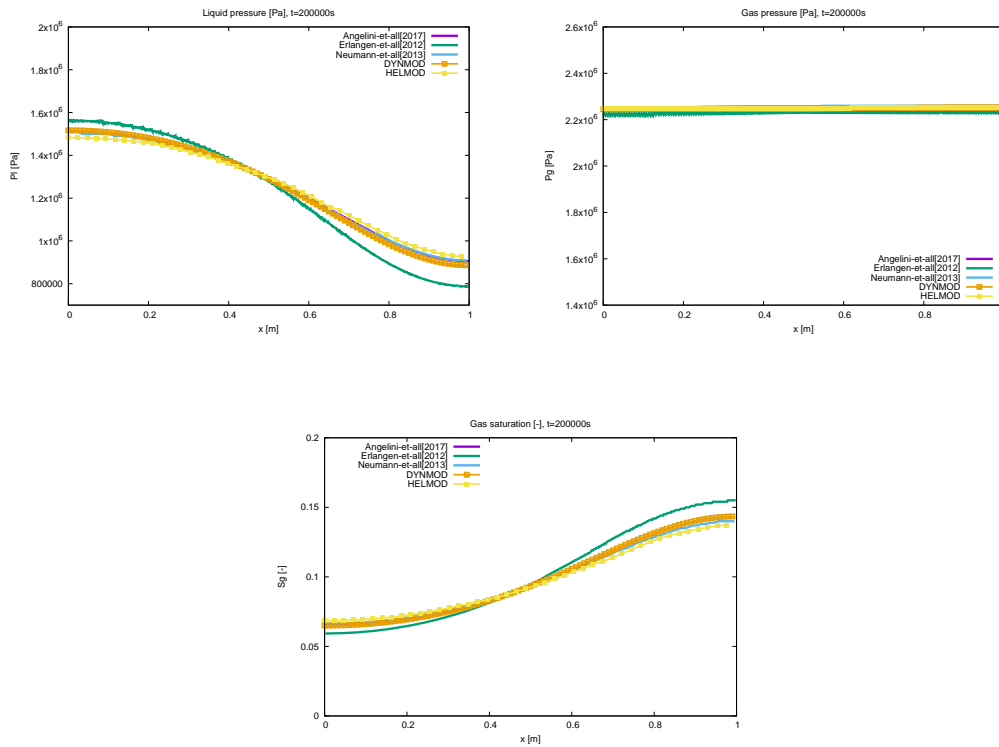 Liquid pressure [Pa], t=200000s
2x10^6
1.8x10^6
1.6x10^6
1.4x10^6
1.2x10^6
1x10^6
800000
Pl [Pa]
Angelini-et-all[2017]
Erlangen-et-all[2012]
Neumann-et-all[2013]
DYNMOD
HELMOD
0 0.2 0.4 0.6 0.8 1
x [m]
Gas pressure [Pa], t=200000s
2.6x10^6
2.4x10^6
2.2x10^6
2x10^6
1.8x10^6
1.6x10^6
1.4x10^6
Pg [Pa]
Angelini-et-all[2017]
Erlangen-et-all[2012]
Neumann-et-all[2013]
DYNMOD
HELMOD
0 0.2 0.4 0.6 0.8
x [m]
Gas saturation [-], t=200000s
0.2
0.15
0.1
0.05
0
Sg [-]
Angelini-et-all[2017]
Erlangen-et-all[2012]
Neumann-et-all[2013]
DYNMOD
HELMOD
0 0.2 0.4 0.6 0.8 1
x [m]